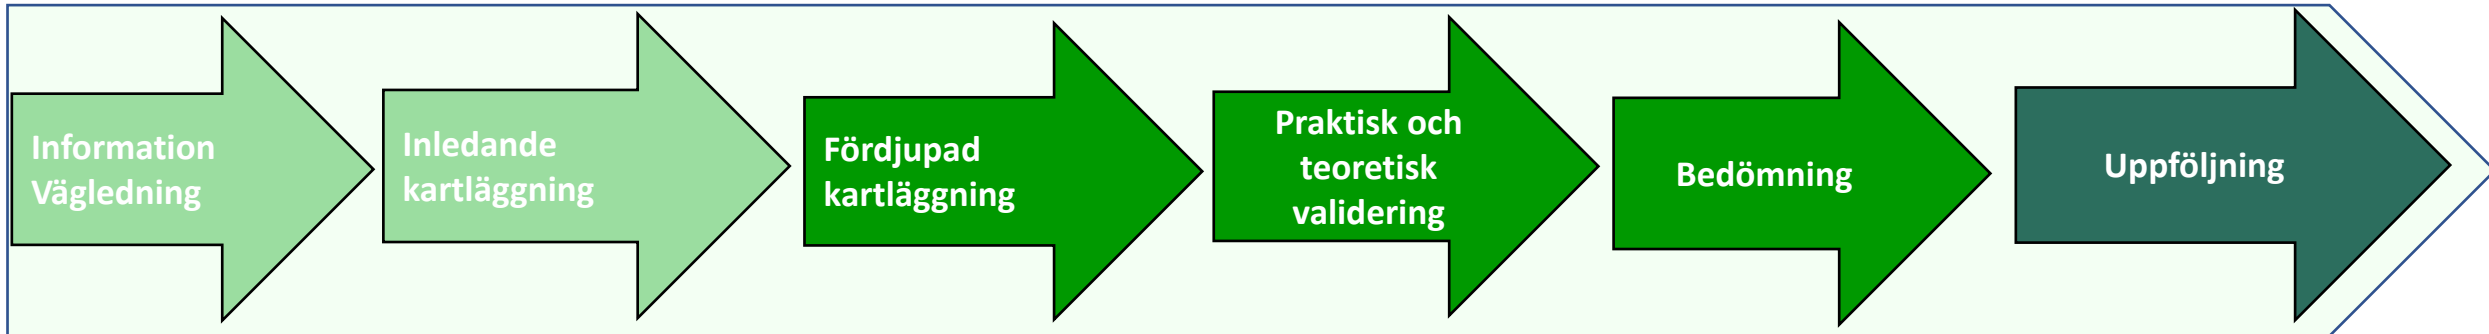 Information
Vägledning
Inledande
kartläggning
Fördjupad
kartläggning
Praktisk och
teoretisk
validering
Bedömning
Uppföljning